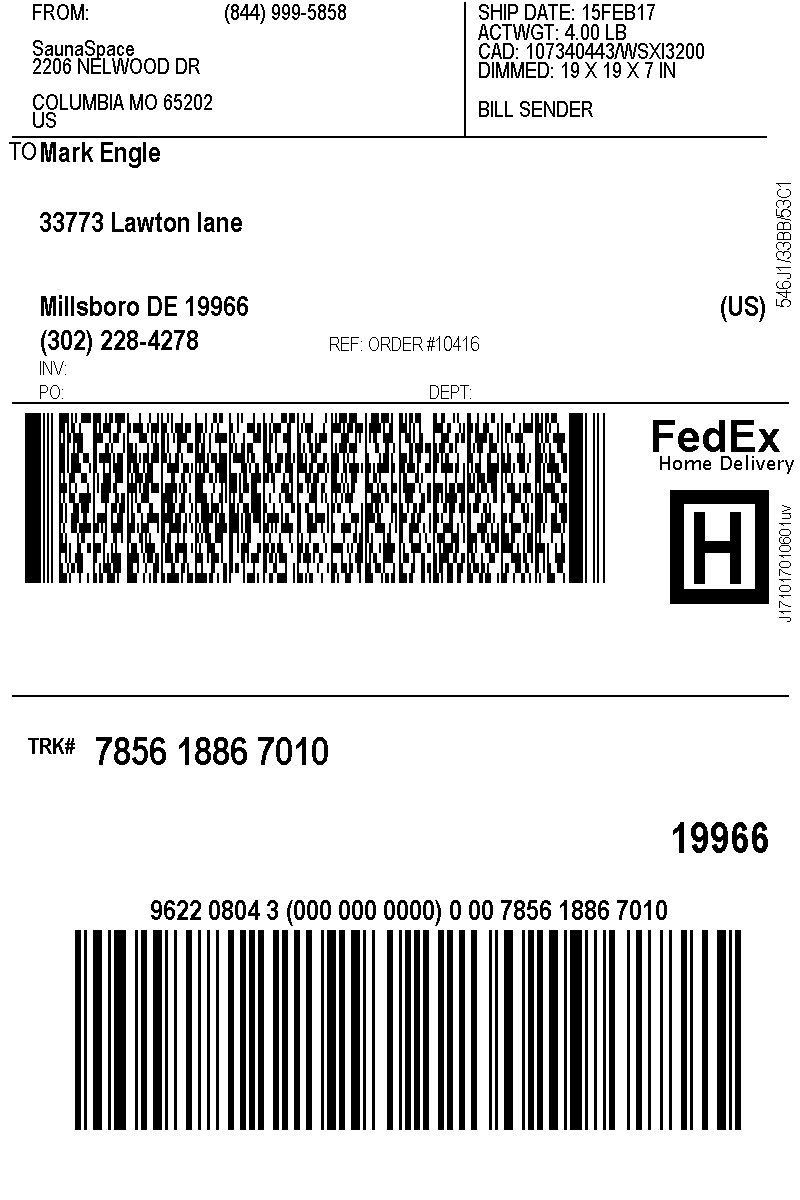 FROM: (844) 999-5858
SaunaSpace
2206 NELWOOD DR
COLUMBIA MO 65202
US
SHIP DATE: 15FEB17
ACTWGT: 4.00 LB
CAD: 107340443/WSXI3200
DIMMED: 19 X 19 X 7 IN
BILL SENDER
TO Mark Engle
33773 Lawton lane
Millsboro DE 19966 (US)
(302) 228-4278 REF: ORDER #10416
INV:
PO: DEPT:
546J1/33BB/53C1
FedEx
Home Delivery
H
J171017010601uv
TRK# 7856 1886 7010
19966
9622 0804 3 (000 000 0000) 0 00 7856 1886 7010